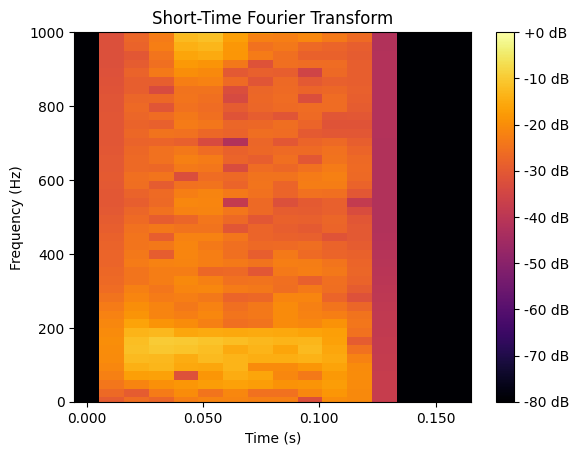 Short-Time Fourier Transform
1000
800
600
400
200
0
Frequency (Hz)
0.000
0.050
0.100
0.150
Time (s)
+0 dB
-10 dB
-20 dB
-30 dB
-40 dB
-50 dB
-60 dB
-70 dB
-80 dB